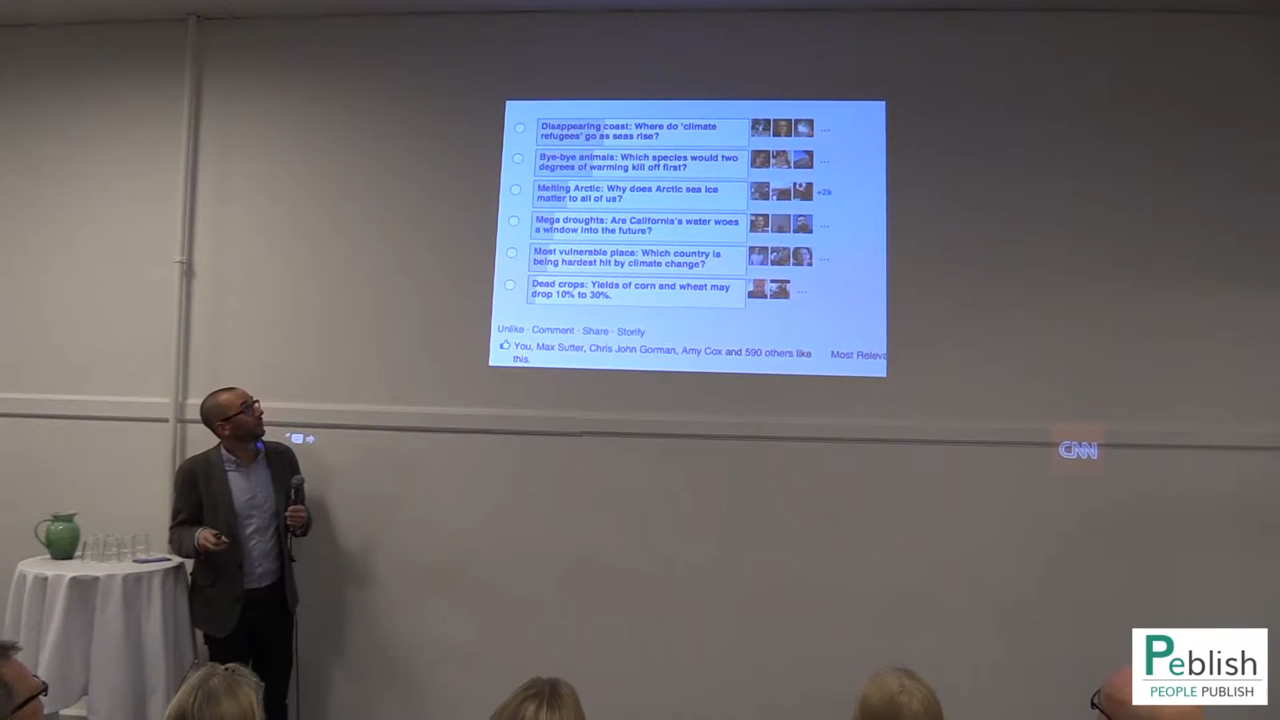 Disappearing coast: Where do 'climate
refugees' go as seas rise?
...
Bye-bye animals: Which species would two
degrees of warming kill off first?
...
Melting Arctic: Why does Arctic sea ice
matter to all of us?
+2k
Mega droughts: Are California's water woes
a window into the future?
...
Most vulnerable place: Which country is
being hardest hit by climate change?
...
Dead crops: Yields of corn and wheat may
drop 10% to 30%.
...
Unlike · Comment · Share · Storify
You, Max Sutter, Chris John Gorman, Amy Cox and 590 others like
this.
Most Releva
CNN
Peblish
PEOPLE PUBLISH